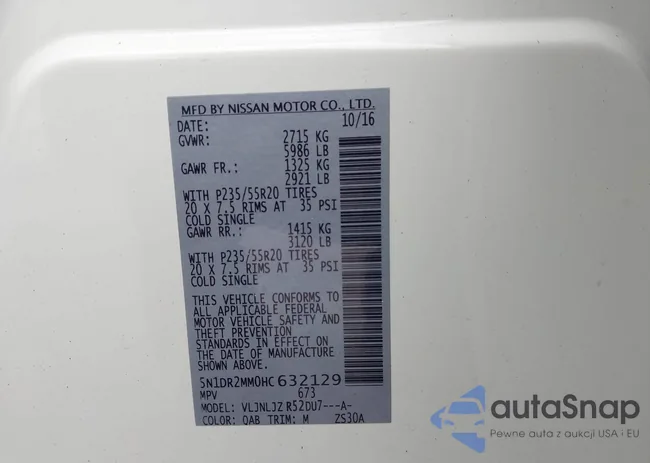 MFD BY NISSAN MOTOR CO., LTD.
DATE: 10/16
GVWR: 2715 KG
5986 LB
GAWR FR.: 1325 KG
2921 LB
WITH P235/55R20 TIRES
20 X 7.5 RIMS AT 35 PSI
COLD SINGLE
GAWR RR.: 1415 KG
3120 LB
WITH P235/55R20 TIRES
20 X 7.5 RIMS AT 35 PSI
COLD SINGLE
THIS VEHICLE CONFORMS TO
ALL APPLICABLE FEDERAL
MOTOR VEHICLE SAFETY AND
THEFT PREVENTION
STANDARDS IN EFFECT ON
THE DATE OF MANUFACTURE
SHOWN ABOVE.
5N1DR2MM0HC632129
MPV 673
MODEL: VLJNLJZ R52DU7---A-
COLOR: QAB TRIM: M ZS30A
autaSnap
Pewne auta z aukcji USA i EU